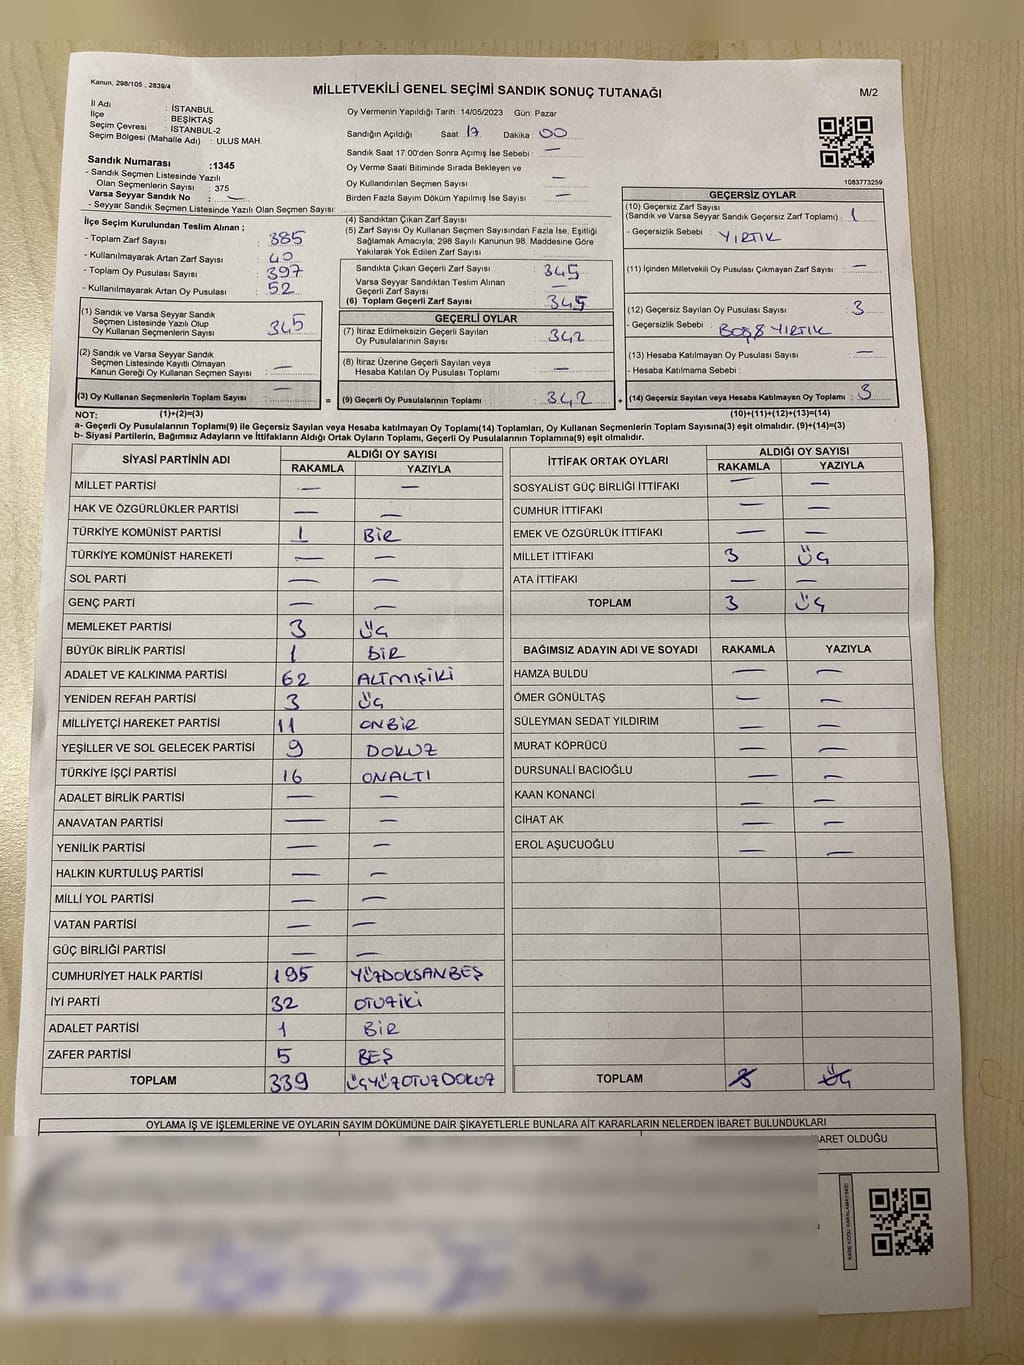 Kanun, 298/105 , 2839/4
MİLLETVEKİLİ GENEL SEÇİMİ SANDIK SONUÇ TUTANAĞI
M/2
İl Adı : İSTANBUL
İlçe : BEŞİKTAŞ
Seçim Çevresi : İSTANBUL-2
Seçim Bölgesi (Mahalle Adı) : ULUS MAH.
Oy Vermenin Yapıldığı Tarih : 14/05/2023 Gün Pazar
Sandığın Açıldığı Saat : 17 Dakika : 00
Sandık Saat 17:00'den Sonra Açımış İse Sebebi : —
Oy Verme Saati Bitiminde Sırada Bekleyen ve
Oy Kullandırılan Seçmen Sayısı —
Birden Fazla Sayım Döküm Yapılmış İse Sayısı —
1083773259
Sandık Numarası :1345
- Sandık Seçmen Listesinde Yazılı
Olan Seçmenlerin Sayısı : 375
Varsa Seyyar Sandık No : —
- Seyyar Sandık Seçmen Listesinde Yazılı Olan Seçmen Sayısı:
İlçe Seçim Kurulundan Teslim Alınan ;
- Toplam Zarf Sayısı : 385
- Kullanılmayarak Artan Zarf Sayısı : 40
- Toplam Oy Pusulası Sayısı : 397
- Kullanılmayarak Artan Oy Pusulası : 52
(1) Sandık ve Varsa Seyyar Sandık
Seçmen Listesinde Yazılı Olup
Oy Kullanan Seçmenlerin Sayısı : 345
(2) Sandık ve Varsa Seyyar Sandık
Seçmen Listesinde Kayıtlı Olmayan
Kanun Gereği Oy Kullanan Seçmen Sayısı : —
(3) Oy Kullanan Seçmenlerin Toplam Sayısı : —
(4) Sandıktan Çıkan Zarf Sayısı
(5) Zarf Sayısı Oy Kullanan Seçmen Sayısından Fazla İse, Eşitliği
Sağlamak Amacıyla, 298 Sayılı Kanunun 98. Maddesine Göre
Yakılarak Yok Edilen Zarf Sayısı :
Sandıkta Çıkan Geçerli Zarf Sayısı : 345
Varsa Seyyar Sandıktan Teslim Alınan
Geçerli Zarf Sayısı : —
(6) Toplam Geçerli Zarf Sayısı : 345
GEÇERLİ OYLAR
(7) İtiraz Edilmeksizin Geçerli Sayılan
Oy Pusulalarının Sayısı : 342
(8) İtiraz Üzerine Geçerli Sayılan veya
Hesaba Katılan Oy Pusulası Toplamı : —
= (9) Geçerli Oy Pusulalarının Toplamı : 342 +
GEÇERSİZ OYLAR
(10) Geçersiz Zarf Sayısı
(Sandık ve Varsa Seyyar Sandık Geçersiz Zarf Toplamı) : 1
- Geçersizlik Sebebi : YIRTIK
(11) İçinden Milletvekili Oy Pusulası Çıkmayan Zarf Sayısı : —
(12) Geçersiz Sayılan Oy Pusulası Sayısı : 3
- Geçersizlik Sebebi : BOŞ & YIRTIK
(13) Hesaba Katılmayan Oy Pusulası Sayısı : —
- Hesaba Katılmama Sebebi :
(14) Geçersiz Sayılan veya Hesaba Katılmayan Oy Toplamı : 3
NOT: (1)+(2)=(3) (10)+(11)+(12)+(13)=(14)
a- Geçerli Oy Pusulalarının Toplamı(9) ile Geçersiz Sayılan veya Hesaba Katılmayan Oy Toplamı(14) Toplamları, Oy Kullanan Seçmenlerin Toplam Sayısına(3) eşit olmalıdır. (9)+(14)=(3)
b- Siyasi Partilerin, Bağımsız Adayların ve İttifakların Aldığı Ortak Oyların Toplamı, Geçerli Oy Pusulalarının Toplamına(9) eşit olmalıdır.
SİYASİ PARTİNİN ADI ALDIĞI OY SAYISI
RAKAMLA YAZIYLA
MİLLET PARTİSİ — —
HAK VE ÖZGÜRLÜKLER PARTİSİ — —
TÜRKİYE KOMÜNİST PARTİSİ 1 BİR
TÜRKİYE KOMÜNİST HAREKETİ — —
SOL PARTİ — —
GENÇ PARTİ — —
MEMLEKET PARTİSİ 3 ÜÇ
BÜYÜK BİRLİK PARTİSİ 1 BİR
ADALET VE KALKINMA PARTİSİ 62 ALTMIŞİKİ
YENİDEN REFAH PARTİSİ 3 ÜÇ
MİLLİYETÇİ HAREKET PARTİSİ 11 ONBİR
YEŞİLLER VE SOL GELECEK PARTİSİ 9 DOKUZ
TÜRKİYE İŞÇİ PARTİSİ 16 ONALTI
ADALET BİRLİK PARTİSİ — —
ANAVATAN PARTİSİ — —
YENİLİK PARTİSİ — —
HALKIN KURTULUŞ PARTİSİ — —
MİLLİ YOL PARTİSİ — —
VATAN PARTİSİ — —
GÜÇ BİRLİĞİ PARTİSİ — —
CUMHURİYET HALK PARTİSİ 195 YÜZDOKSANBEŞ
İYİ PARTİ 32 OTUZİKİ
ADALET PARTİSİ 1 BİR
ZAFER PARTİSİ 5 BEŞ
TOPLAM 339 ÜÇYÜZOTUZDOKUZ
İTTİFAK ORTAK OYLARI ALDIĞI OY SAYISI
RAKAMLA YAZIYLA
SOSYALİST GÜÇ BİRLİĞİ İTTİFAKI — —
CUMHUR İTTİFAKI — —
EMEK VE ÖZGÜRLÜK İTTİFAKI — —
MİLLET İTTİFAKI 3 ÜÇ
ATA İTTİFAKI — —
TOPLAM 3 ÜÇ
BAĞIMSIZ ADAYIN ADI VE SOYADI RAKAMLA YAZIYLA
HAMZA BULDU — —
ÖMER GÖNÜLTAŞ — —
SÜLEYMAN SEDAT YILDIRIM — —
MURAT KÖPRÜCÜ — —
DURSUNALİ BACIOĞLU — —
KAAN KONANCİ — —
CİHAT AK — —
EROL AŞUCUOĞLU — —
TOPLAM 3 ÜÇ
OYLAMA İŞ VE İŞLEMLERİNE VE OYLARIN SAYIM DÖKÜMÜNE DAİR ŞİKAYETLERLE BUNLARA AİT KARARLARIN NELERDEN İBARET BULUNDUKLARI
İBARET OLDUĞU
KARE KODU KARALAMAYINIZ!